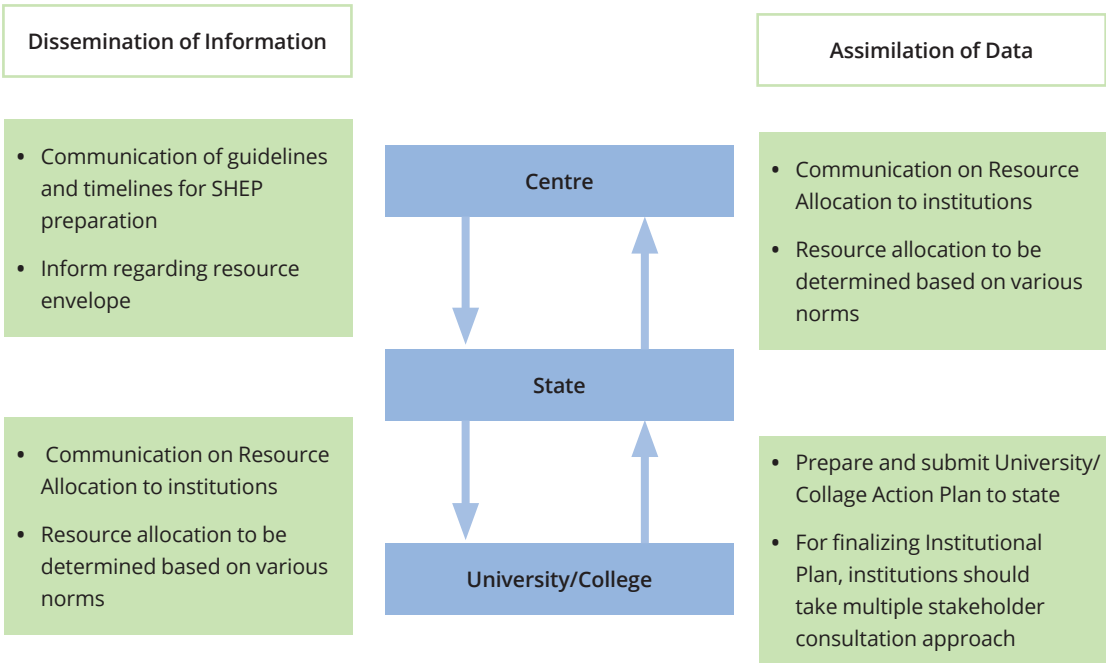 Dissemination of Information
• Communication of guidelines
and timelines for SHEP
preparation
• Inform regarding resource
envelope
• Communication on Resource
Allocation to institutions
• Resource allocation to be
determined based on various
norms
Centre
State
University/College
Assimilation of Data
• Communication on Resource
Allocation to institutions
• Resource allocation to be
determined based on various
norms
• Prepare and submit University/
Collage Action Plan to state
• For finalizing Institutional
Plan, institutions should
take multiple stakeholder
consultation approach